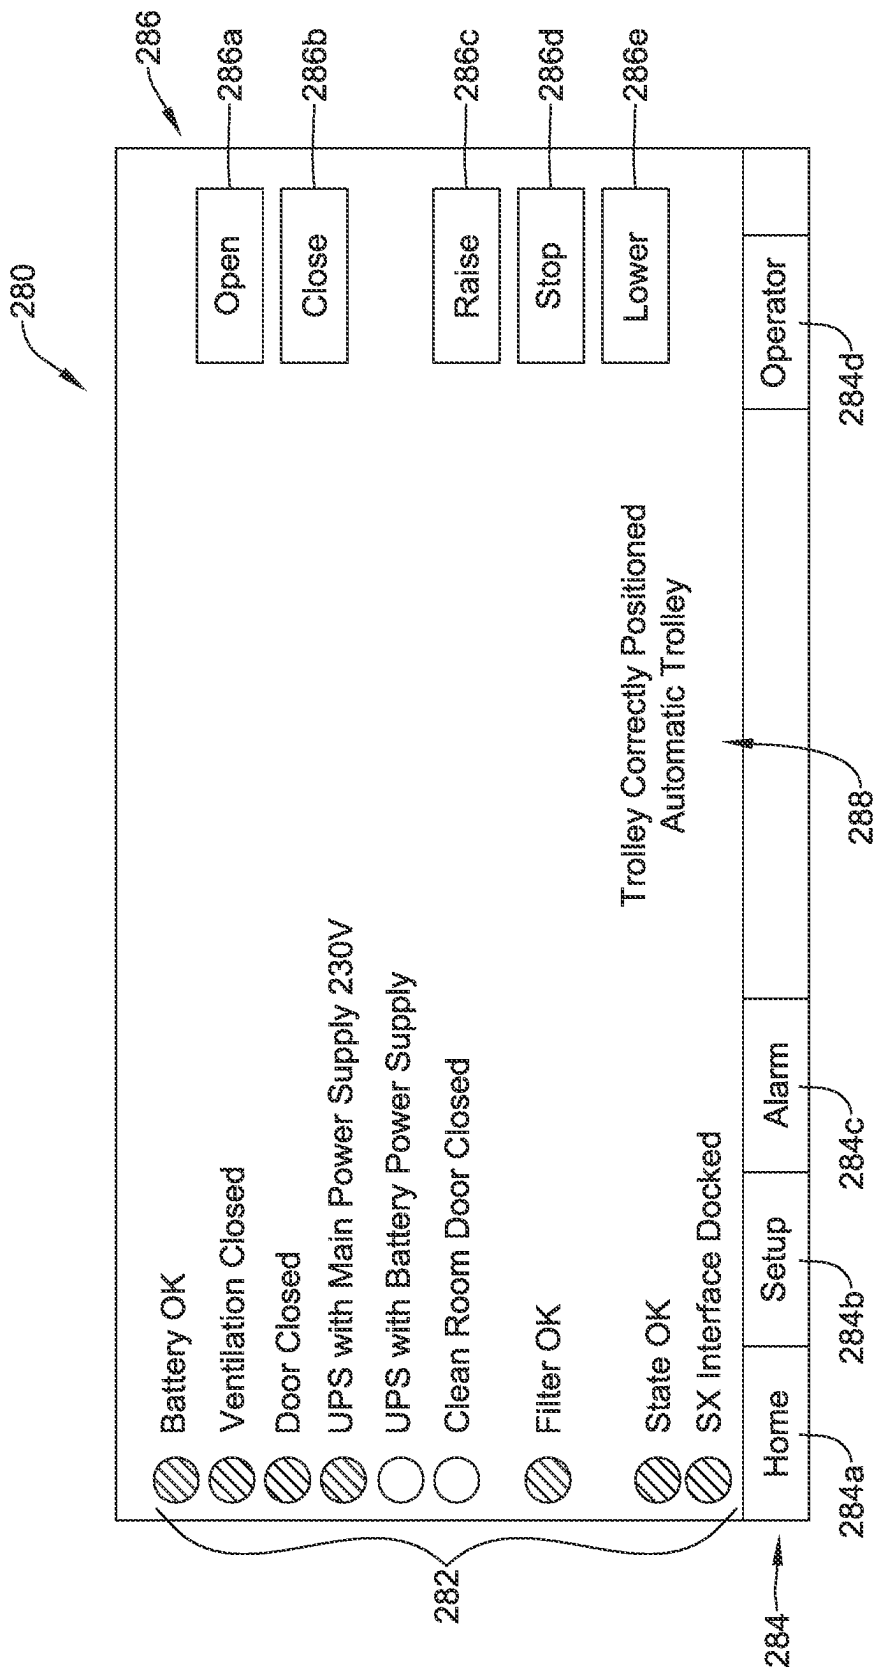 280
286
Battery OK
Ventilation Closed
Door Closed
UPS with Main Power Supply 230V
UPS with Battery Power Supply
Clean Room Door Closed
Filter OK
State OK
SX Interface Docked
282
Trolley Correctly Positioned
Automatic Trolley
288
Open
286a
Close
286b
Raise
286c
Stop
286d
Lower
286e
284
Home
Setup
Alarm
Operator
284a
284b
284c
284d